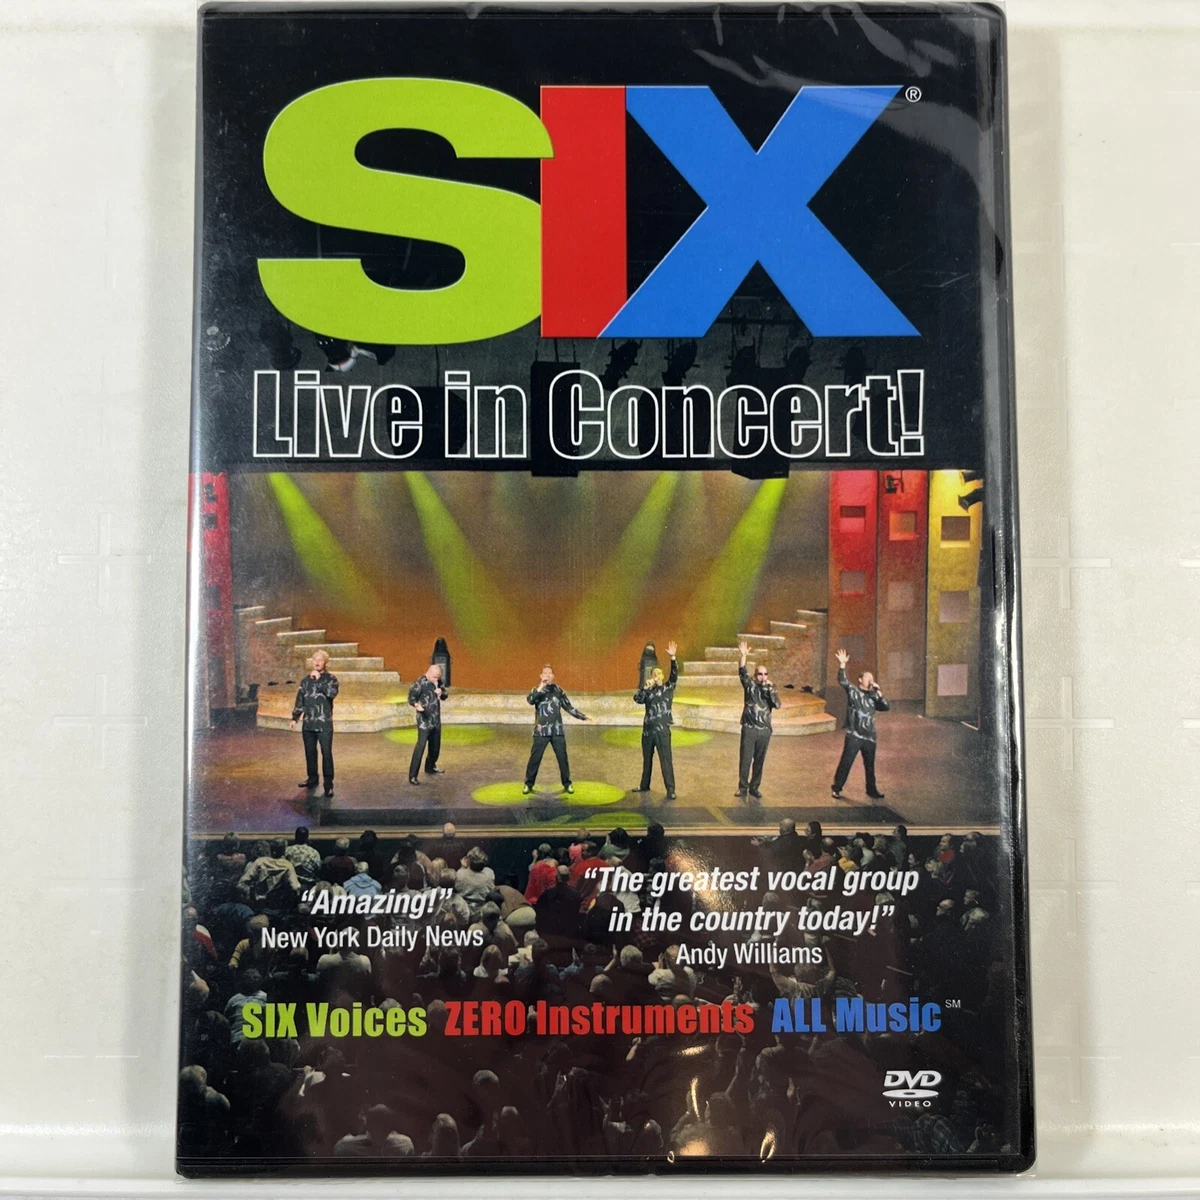 SIX®
Live in Concert!
“Amazing!”
New York Daily News
“The greatest vocal group
in the country today!”
Andy Williams
SIX Voices ZERO Instruments ALL Music℠
DVD
VIDEO